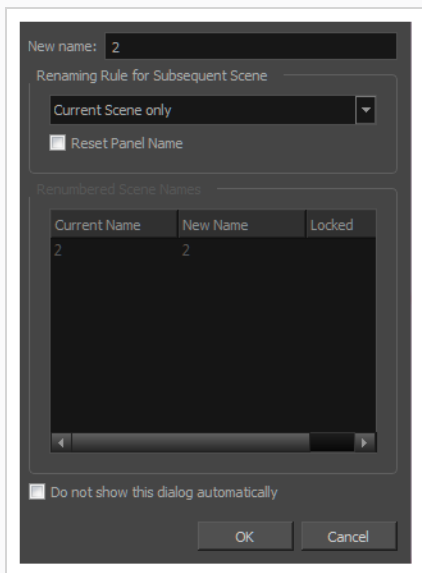 New name: 2
Renaming Rule for Subsequent Scene
Current Scene only
Reset Panel Name
Renumbered Scene Names
Current Name New Name Locked
2 2
Do not show this dialog automatically
OK Cancel